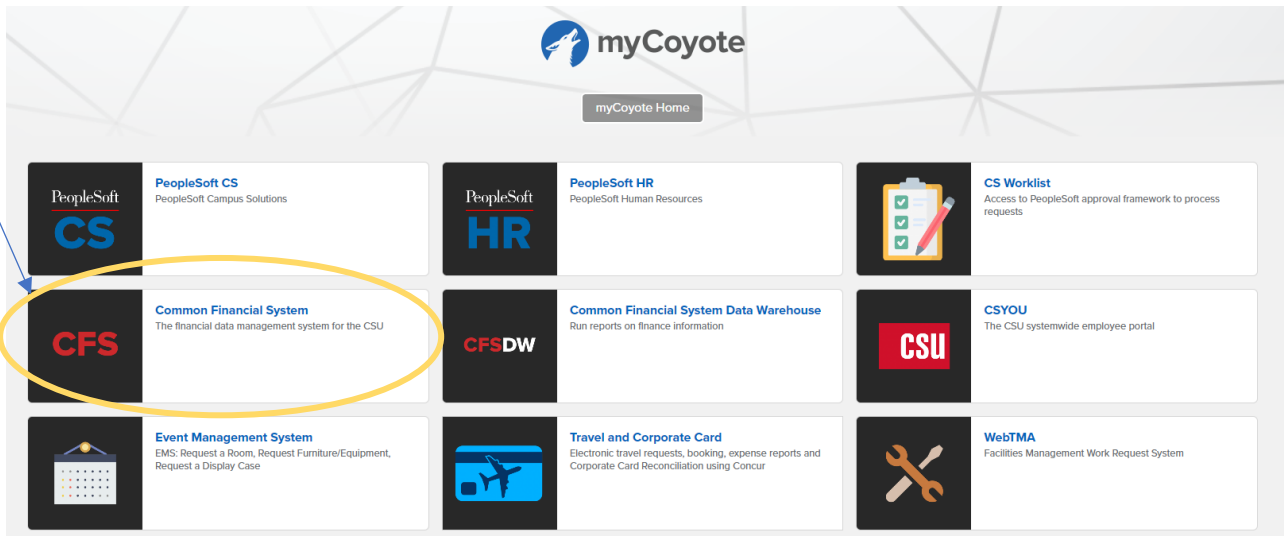 myCoyote
myCoyote Home
PeopleSoft
CS
PeopleSoft CS
PeopleSoft Campus Solutions
PeopleSoft
HR
PeopleSoft HR
PeopleSoft Human Resources
CS Worklist
Access to PeopleSoft approval framework to process
requests
CFS
Common Financial System
The financial data management system for the CSU
CFSDW
Common Financial System Data Warehouse
Run reports on finance information
CSU
CSYOU
The CSU systemwide employee portal
Event Management System
EMS: Request a Room, Request Furniture/Equipment,
Request a Display Case
Travel and Corporate Card
Electronic travel requests, booking, expense reports and
Corporate Card Reconciliation using Concur
WebTMA
Facilities Management Work Request System